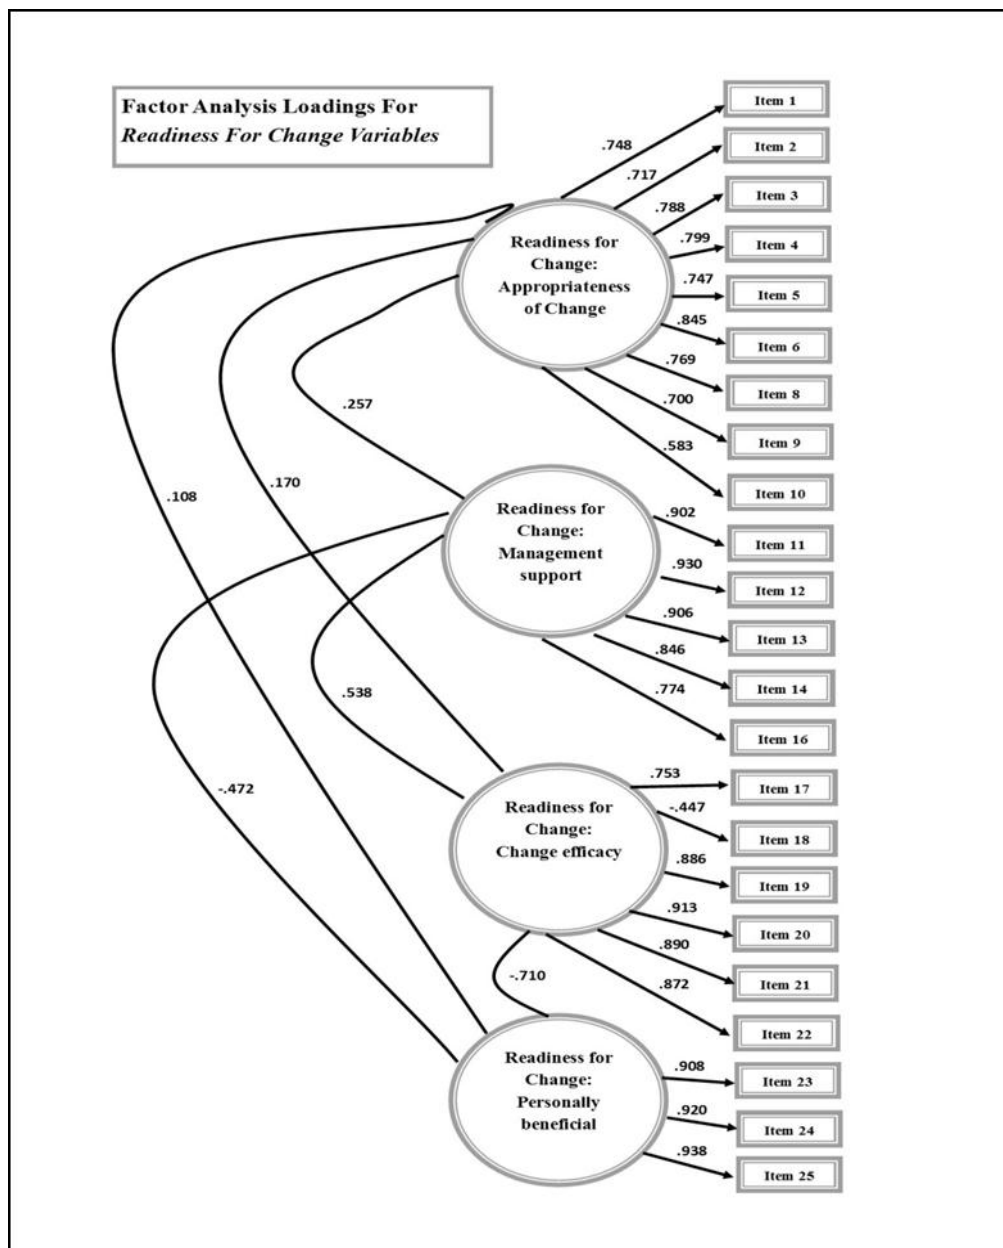 Factor Analysis Loadings For
Readiness For Change Variables
Item 1
.748
Item 2
.717
Item 3
.788
Item 4
.799
Item 5
.747
Item 6
.845
Item 8
.769
Item 9
.700
Item 10
.583
Readiness for
Change:
Appropriateness
of Change
.257
.170
.108
Readiness for
Change:
Management
support
.902
Item 11
.930
Item 12
.906
Item 13
.846
Item 14
.774
Item 16
.538
-.472
Readiness for
Change:
Change efficacy
.753
Item 17
-.447
Item 18
.886
Item 19
.913
Item 20
.890
Item 21
.872
Item 22
-.710
Readiness for
Change:
Personally
beneficial
.908
Item 23
.920
Item 24
.938
Item 25